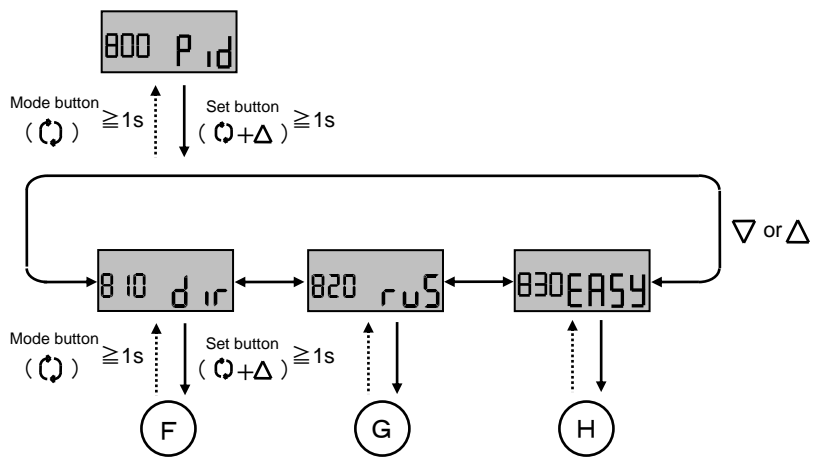 800 Pid
Mode button ≧1s Set button ≧1s
( ) ( +△ )
▽ or △
810 dir 820 ruS 830 EASY
Mode button ≧1s Set button ≧1s
( ) ( +△ )
F G H